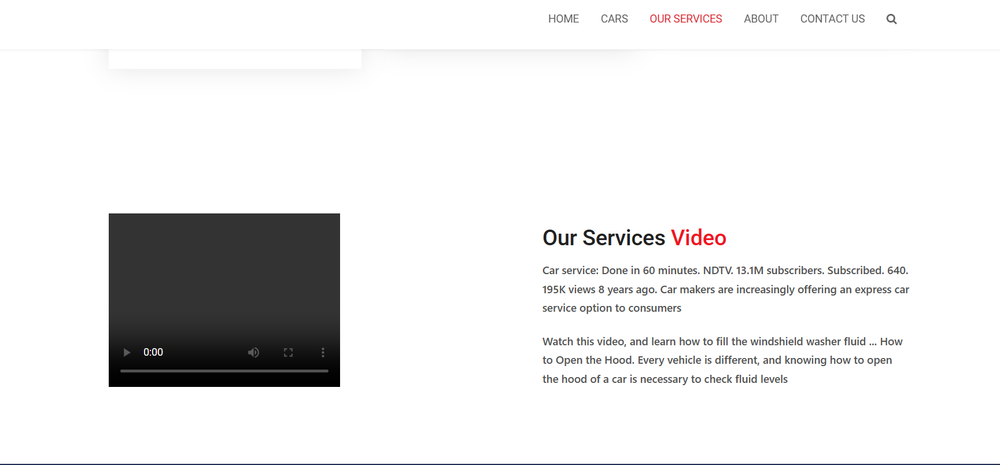 HOME CARS OUR SERVICES ABOUT CONTACT US
Our Services Video
Car service: Done in 60 minutes. NDTV. 13.1M subscribers. Subscribed. 640.
195K views 8 years ago. Car makers are increasingly offering an express car
service option to consumers
Watch this video, and learn how to fill the windshield washer fluid ... How
to Open the Hood. Every vehicle is different, and knowing how to open
the hood of a car is necessary to check fluid levels
0:00